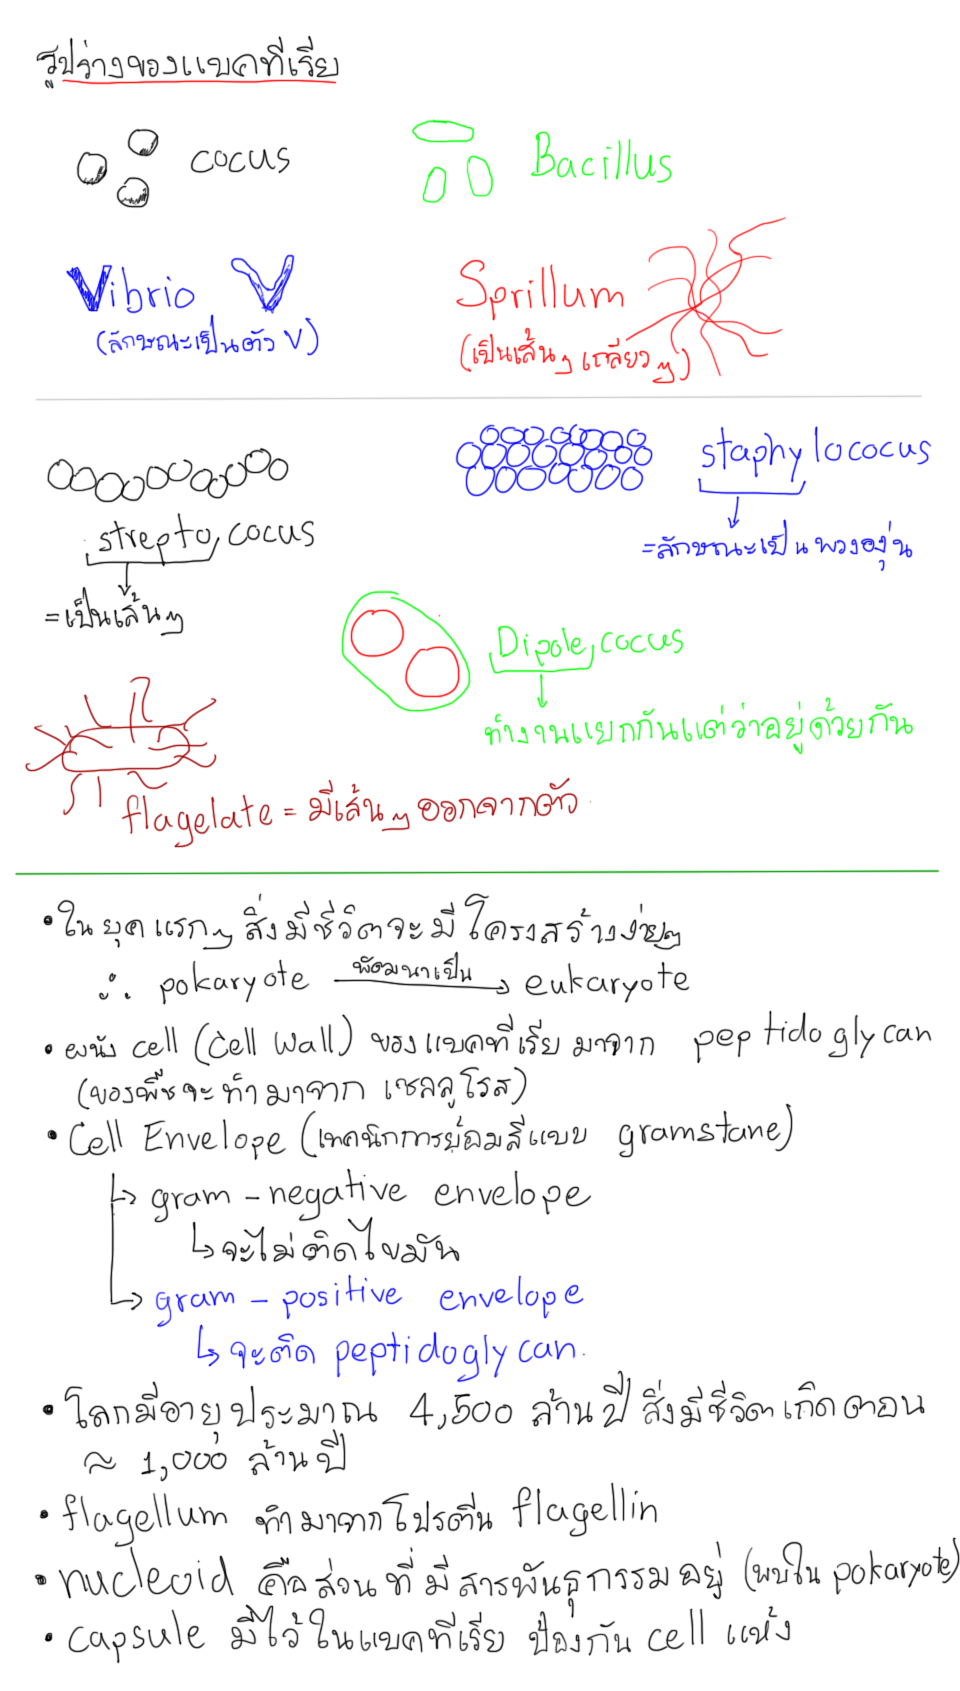 รูปร่างของแบคทีเรีย
cocus
Bacillus
Vibrio
(ลักษณะเป็นตัว V)
Sprillum
(เป็นเส้นๆ เกลียวๆ)
streptococus
=เป็นเส้นๆ
staphylococus
=ลักษณะเป็นพวงองุ่น
Dipolecocus
ทำงานแยกกันแต่ว่าอยู่ด้วยกัน
flagelate = มีเส้นๆ ออกจากตัว
• ในยุคแรกๆ สิ่งมีชีวิตจะมีโครงสร้างง่ายๆ
∴ pokaryote พัฒนาเป็น → eukaryote
• ผนัง cell (Cell Wall) ของแบคทีเรีย มาจาก peptidoglycan
(ของพืชจะทำมาจาก เซลลูโรส)
• Cell Envelope (เทคนิกการย้อมสีแบบ gramstane)
↳ gram - negative envelope
↳ จะไม่ติดไขมัน
↳ gram - positive envelope
↳ จะติด peptidoglycan.
• โลกมีอายุประมาณ 4,500 ล้านปี สิ่งมีชีวิตเกิดตอน
≈ 1,000 ล้านปี
• flagellum ทำมาจากโปรตีน flagellin
• nucleoid คือส่วนที่มีสารพันธุกรรมอยู่ (พบใน pokaryote)
• capsule มีไว้ในแบคทีเรีย ป้องกัน cell แห้ง